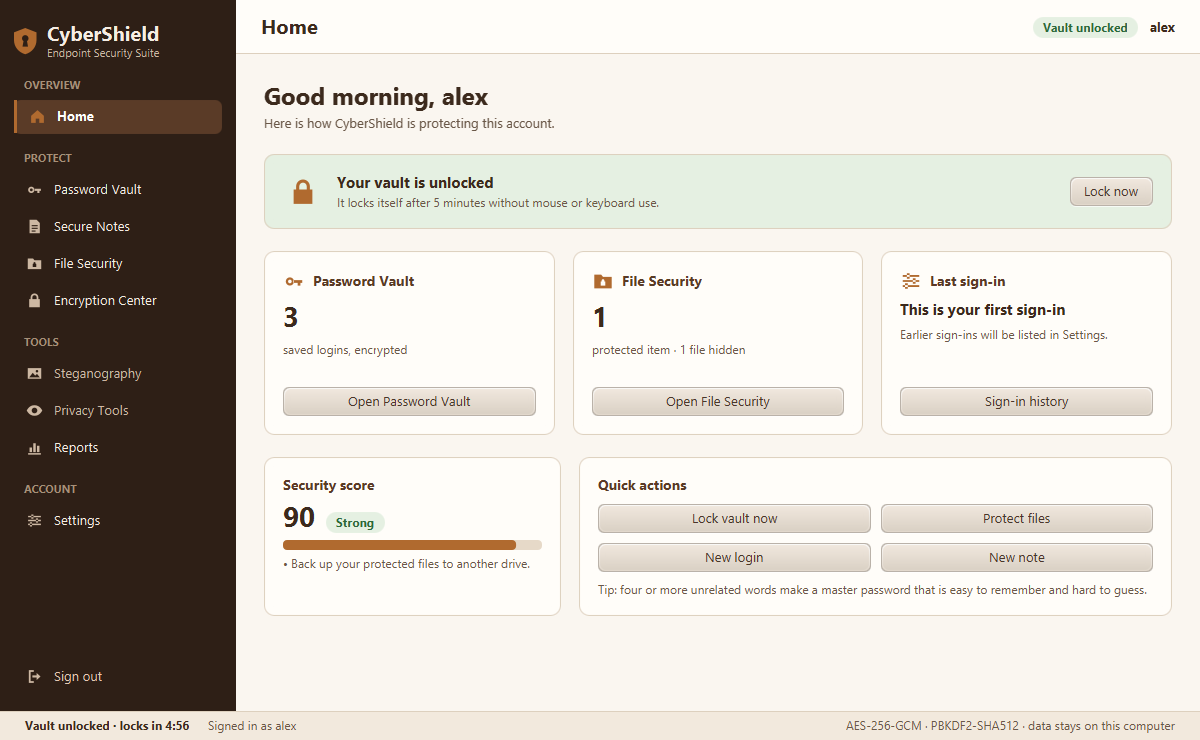 CyberShield
Endpoint Security Suite
OVERVIEW
Home
PROTECT
Password Vault
Secure Notes
File Security
Encryption Center
TOOLS
Steganography
Privacy Tools
Reports
ACCOUNT
Settings
Sign out
Home
Vault unlocked
alex
Good morning, alex
Here is how CyberShield is protecting this account.
Your vault is unlocked
It locks itself after 5 minutes without mouse or keyboard use.
Lock now
Password Vault
3
saved logins, encrypted
Open Password Vault
File Security
1
protected item · 1 file hidden
Open File Security
Last sign-in
This is your first sign-in
Earlier sign-ins will be listed in Settings.
Sign-in history
Security score
90 Strong
• Back up your protected files to another drive.
Quick actions
Lock vault now
Protect files
New login
New note
Tip: four or more unrelated words make a master password that is easy to remember and hard to guess.
Vault unlocked · locks in 4:56
Signed in as alex
AES-256-GCM · PBKDF2-SHA512 · data stays on this computer